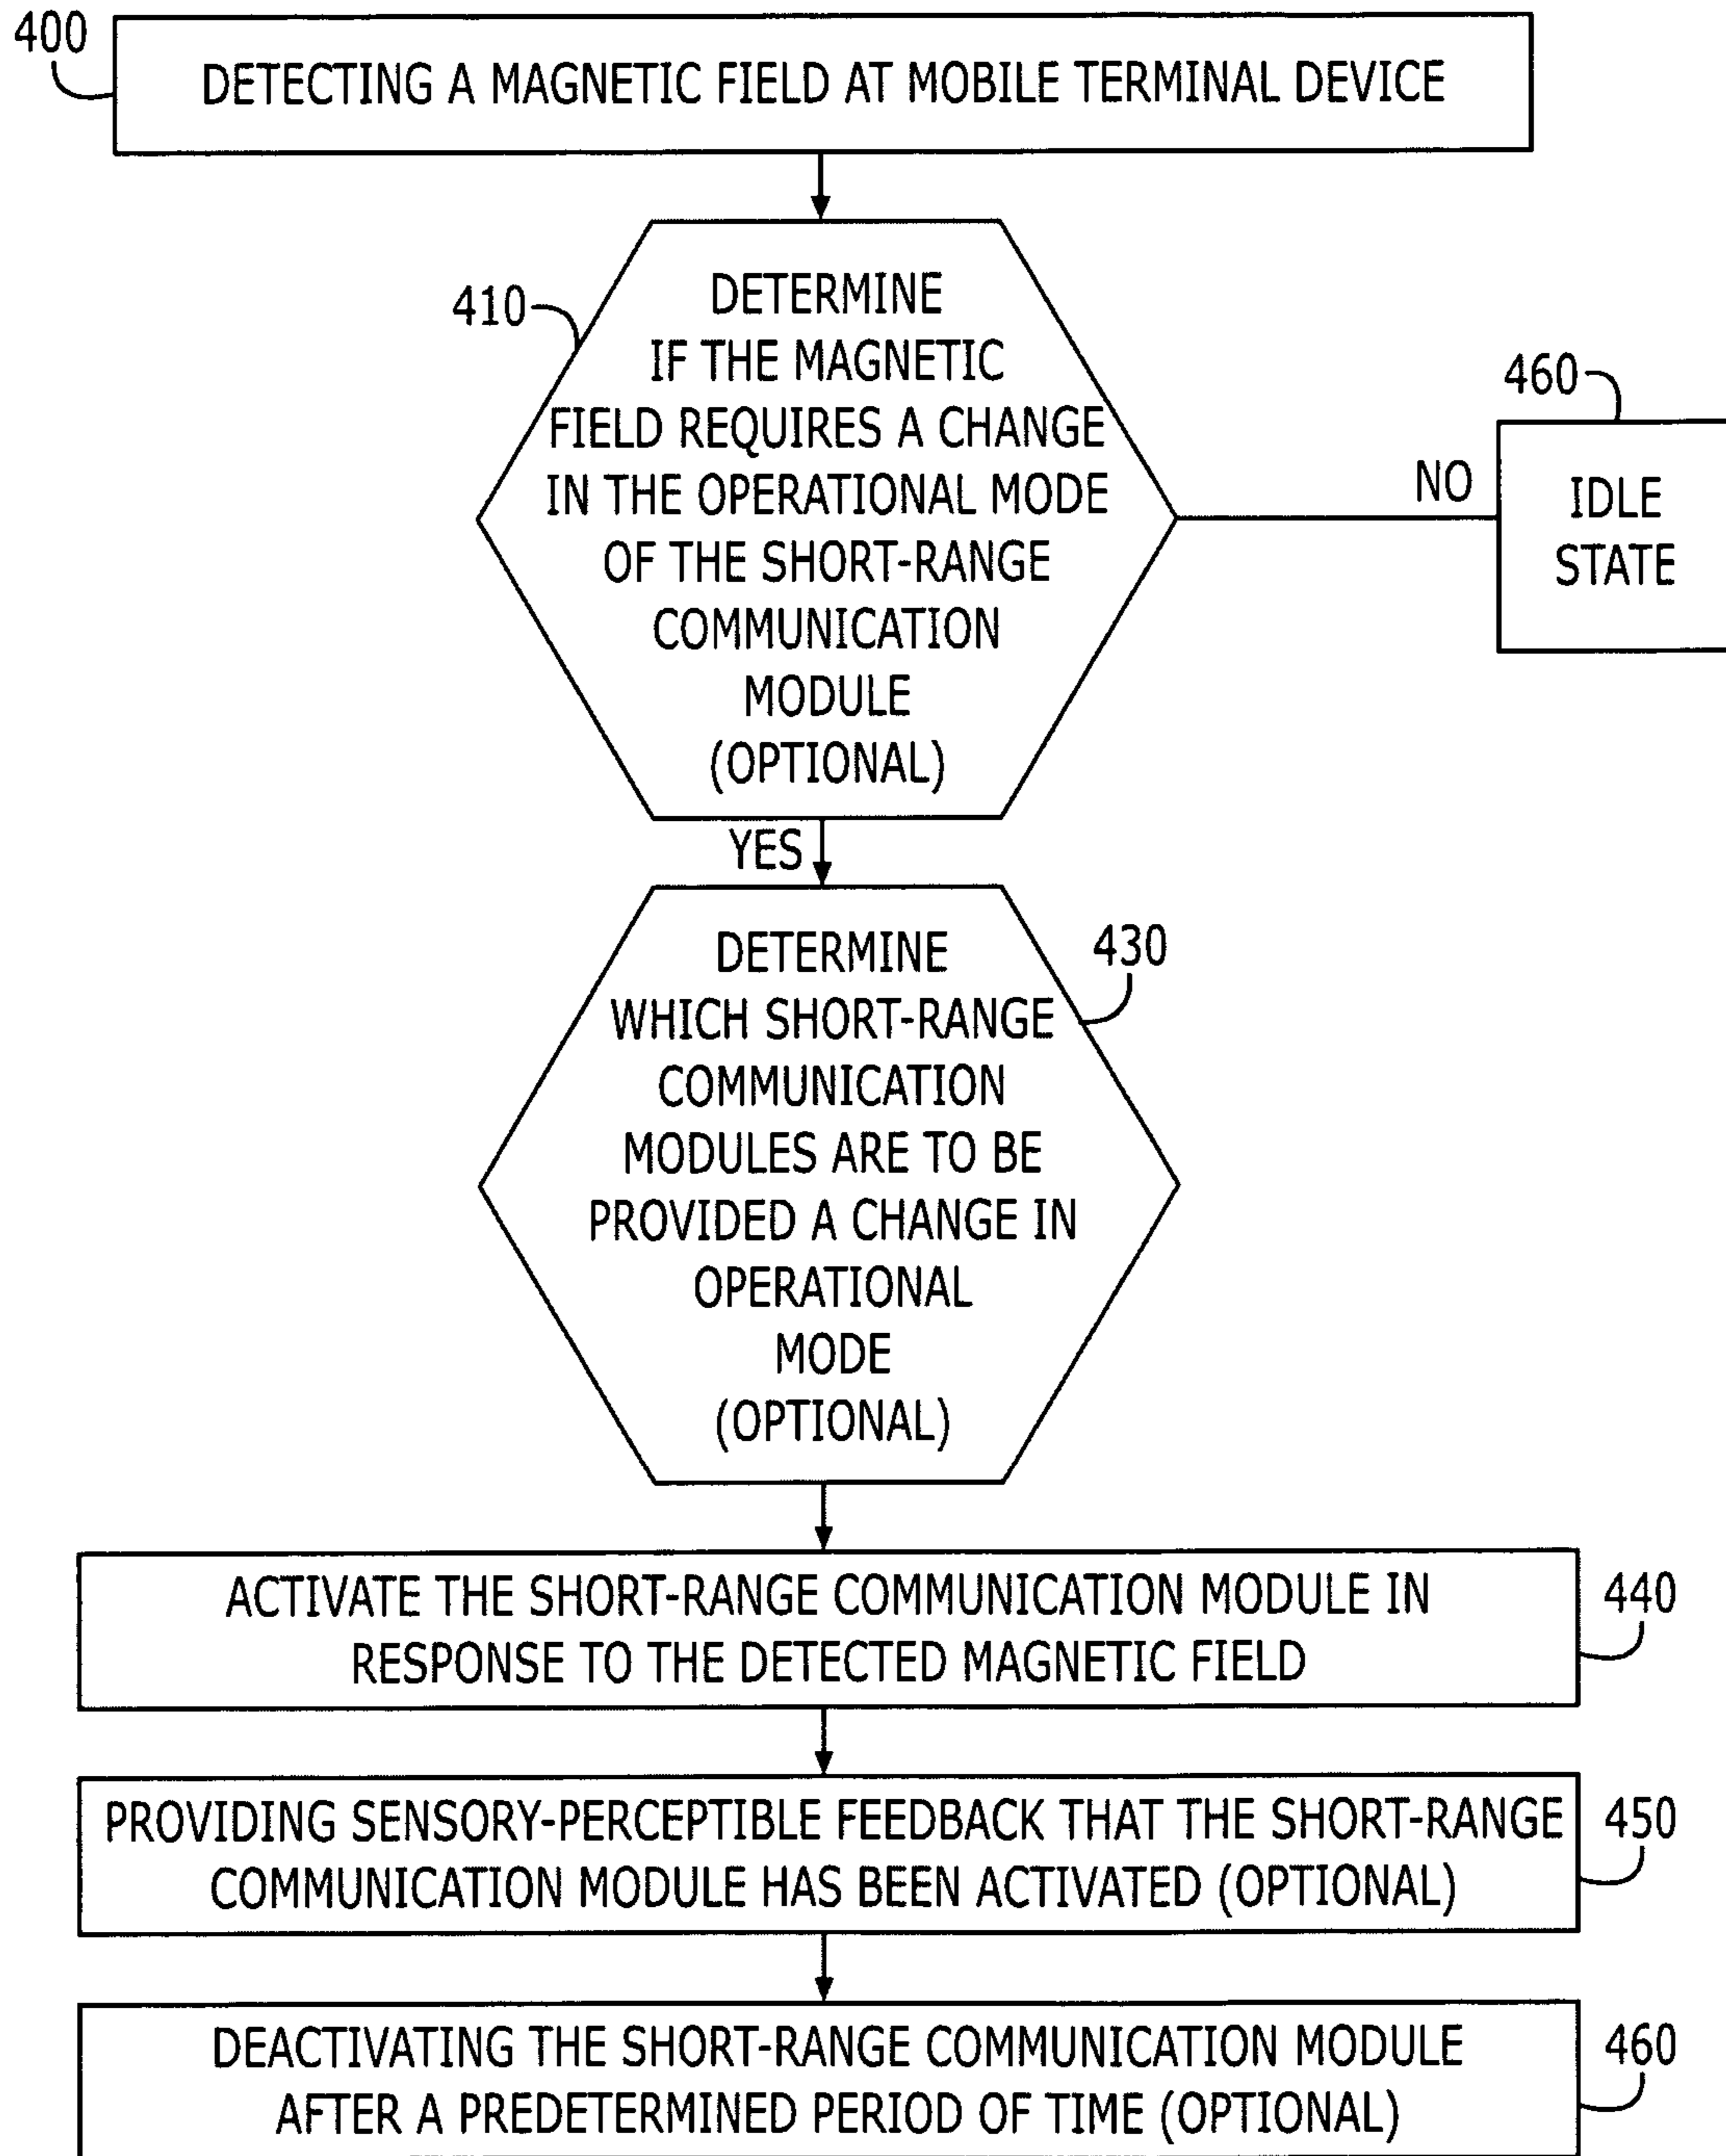 400
DETECTING A MAGNETIC FIELD AT MOBILE TERMINAL DEVICE
410
DETERMINE
IF THE MAGNETIC
FIELD REQUIRES A CHANGE
IN THE OPERATIONAL MODE
OF THE SHORT-RANGE
COMMUNICATION
MODULE
(OPTIONAL)
NO
460
IDLE
STATE
YES
430
DETERMINE
WHICH SHORT-RANGE
COMMUNICATION
MODULES ARE TO BE
PROVIDED A CHANGE IN
OPERATIONAL
MODE
(OPTIONAL)
ACTIVATE THE SHORT-RANGE COMMUNICATION MODULE IN
RESPONSE TO THE DETECTED MAGNETIC FIELD
440
PROVIDING SENSORY-PERCEPTIBLE FEEDBACK THAT THE SHORT-RANGE
COMMUNICATION MODULE HAS BEEN ACTIVATED (OPTIONAL)
450
DEACTIVATING THE SHORT-RANGE COMMUNICATION MODULE
AFTER A PREDETERMINED PERIOD OF TIME (OPTIONAL)
460